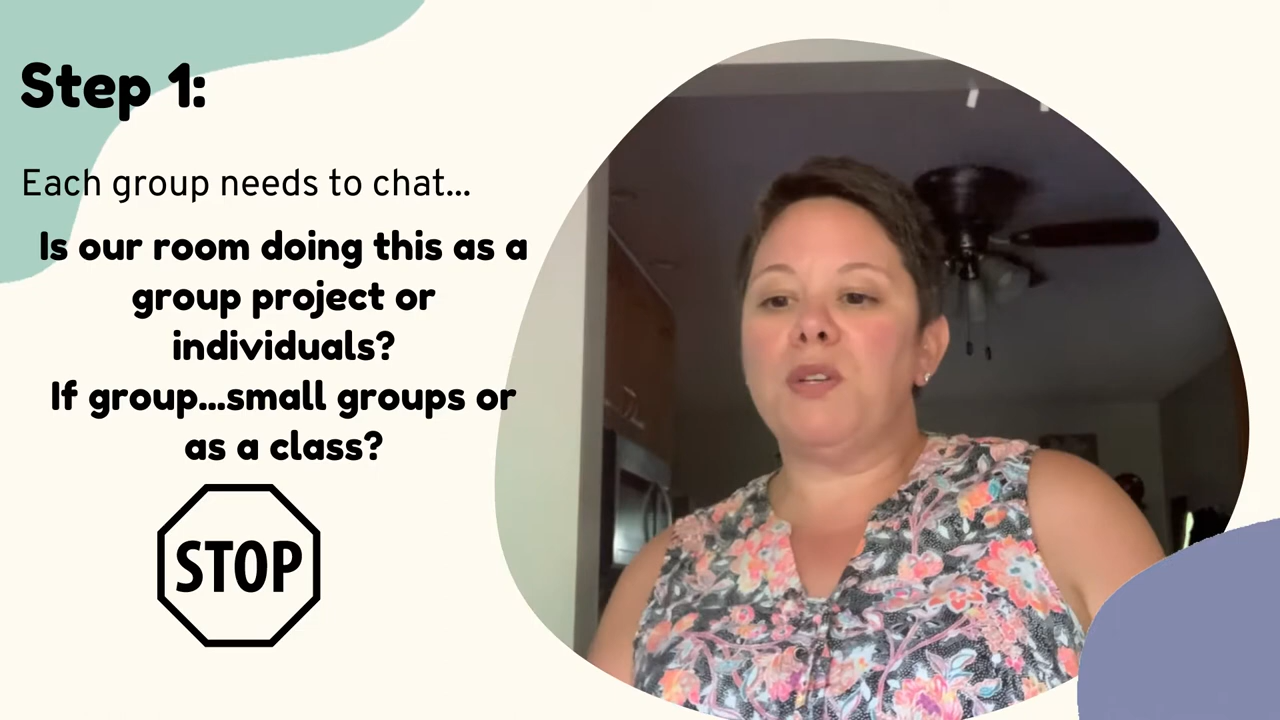 Step 1:
Each group needs to chat...
Is our room doing this as a
group project or
individuals?
If group...small groups or
as a class?
STOP